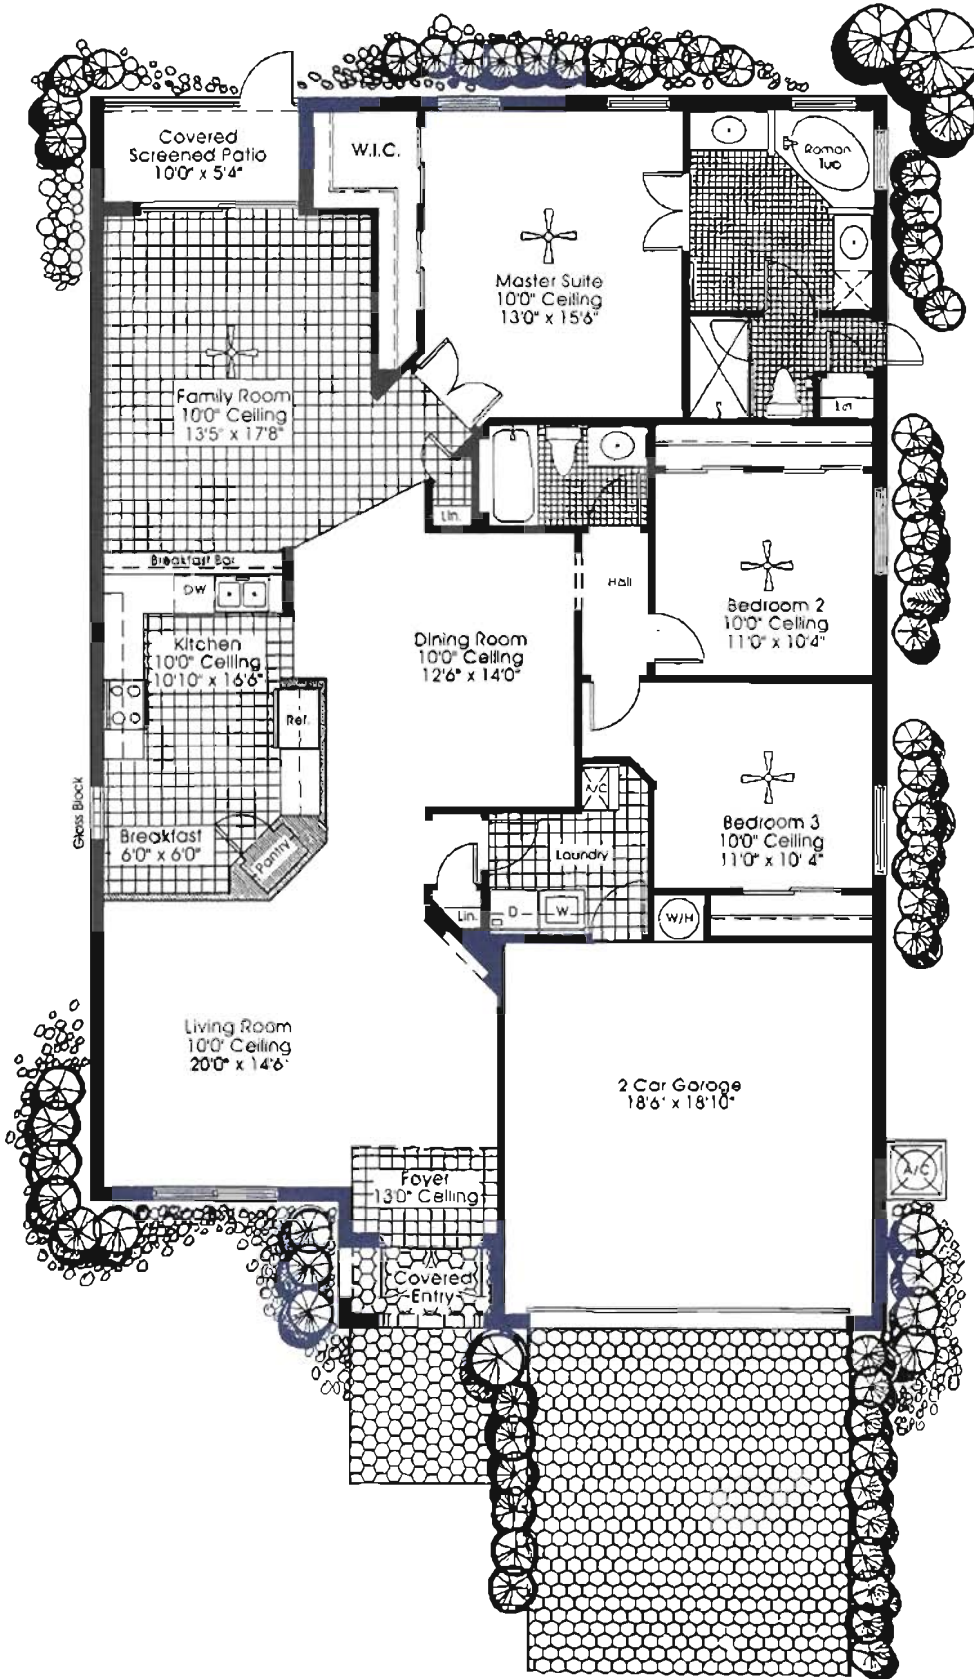 Covered
Screened Patio
10'0" x 5'4"
W.I.C.
Roman
Tub
Master Suite
10'0" Ceiling
13'0" x 15'6"
Family Room
10'0" Ceiling
13'5" x 17'8"
Lin.
Breakfast Bar
DW
Hall
Bedroom 2
10'0" Ceiling
11'0" x 10'4"
Kitchen
10'0" Ceiling
10'10" x 16'6"
Dining Room
10'0" Ceiling
12'6" x 14'0"
Ref.
Glass Block
A/C
Breakfast
6'0" x 6'0"
Pantry
Laundry
Bedroom 3
10'0" Ceiling
11'0" x 10'4"
Lin.
D
W
W/H
Living Room
10'0' Ceiling
20'0" x 14'6'
2 Car Garage
18'6' x 18'10"
Foyer
13'0" Ceiling
A/C
Covered
Entry